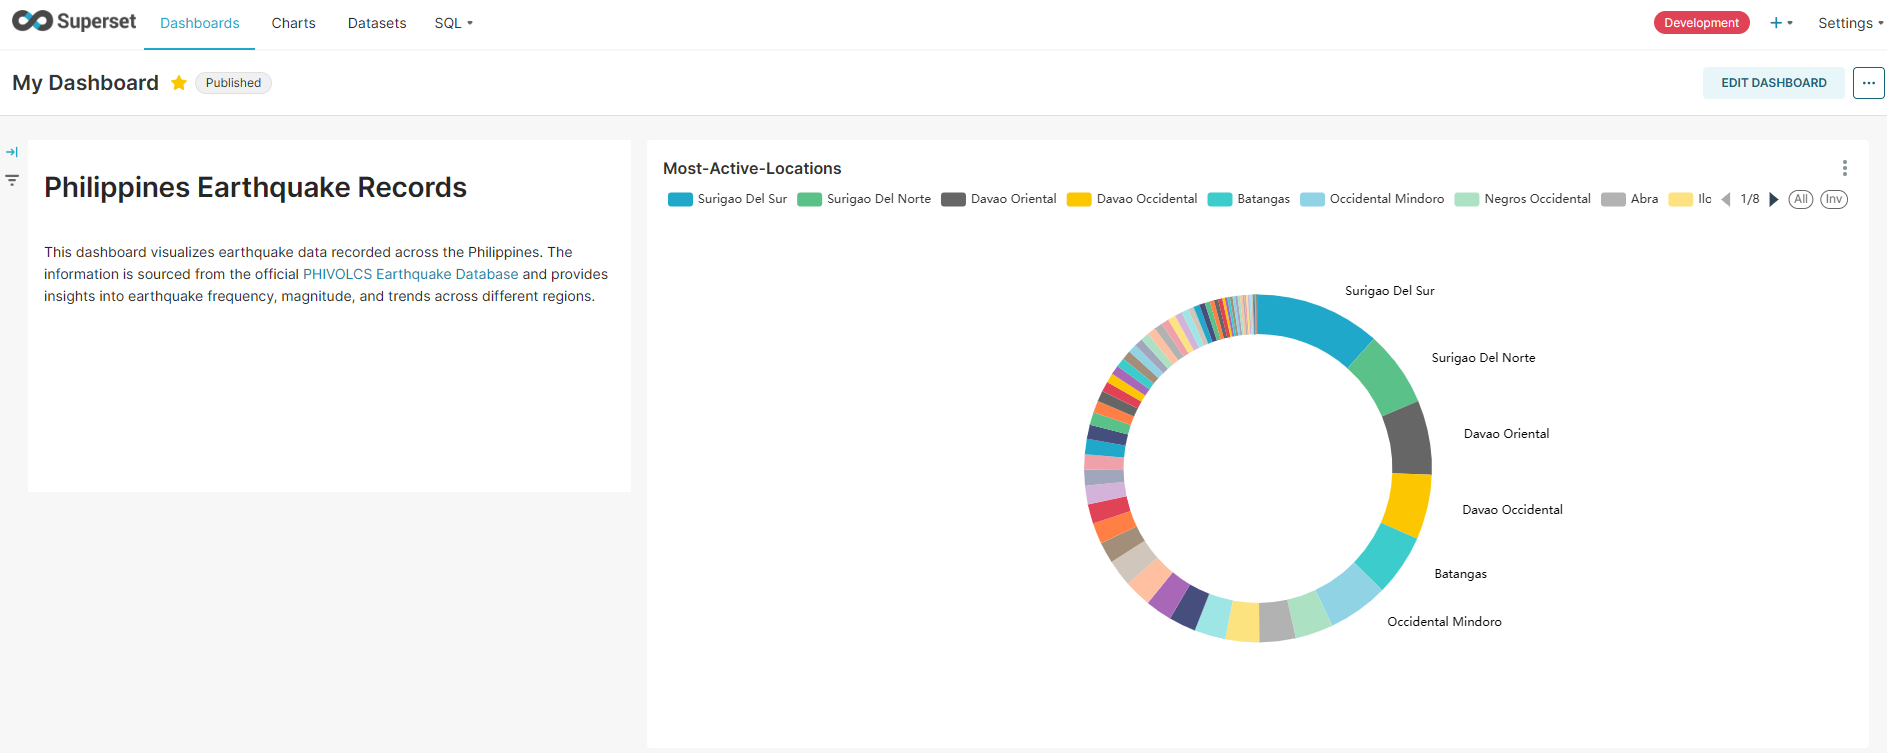 Superset
Dashboards
Charts
Datasets
SQL
Development
Settings
My Dashboard
Published
EDIT DASHBOARD
Philippines Earthquake Records
This dashboard visualizes earthquake data recorded across the Philippines. The
information is sourced from the official PHIVOLCS Earthquake Database and provides
insights into earthquake frequency, magnitude, and trends across different regions.
Most-Active-Locations
Surigao Del Sur
Surigao Del Norte
Davao Oriental
Davao Occidental
Batangas
Occidental Mindoro
Negros Occidental
Abra
1/8
All
Inv
Surigao Del Sur
Surigao Del Norte
Davao Oriental
Davao Occidental
Batangas
Occidental Mindoro